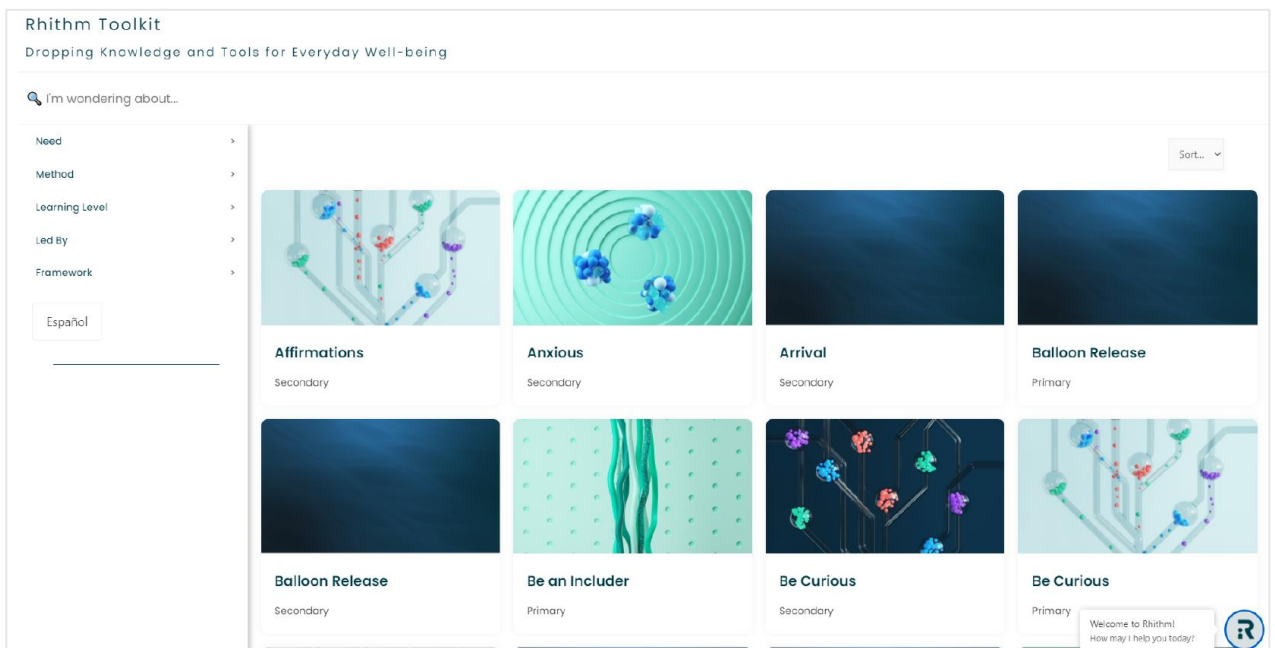 Rhithm Toolkit
Dropping Knowledge and Tools for Everyday Well-being
I'm wondering about...
Need
Method
Learning Level
Led By
Framework
Español
Sort...
Affirmations
Secondary
Anxious
Secondary
Arrival
Secondary
Balloon Release
Primary
Balloon Release
Secondary
Be an Includer
Primary
Be Curious
Secondary
Be Curious
Primary
Welcome to Rhithm!
How may I help you today?
R